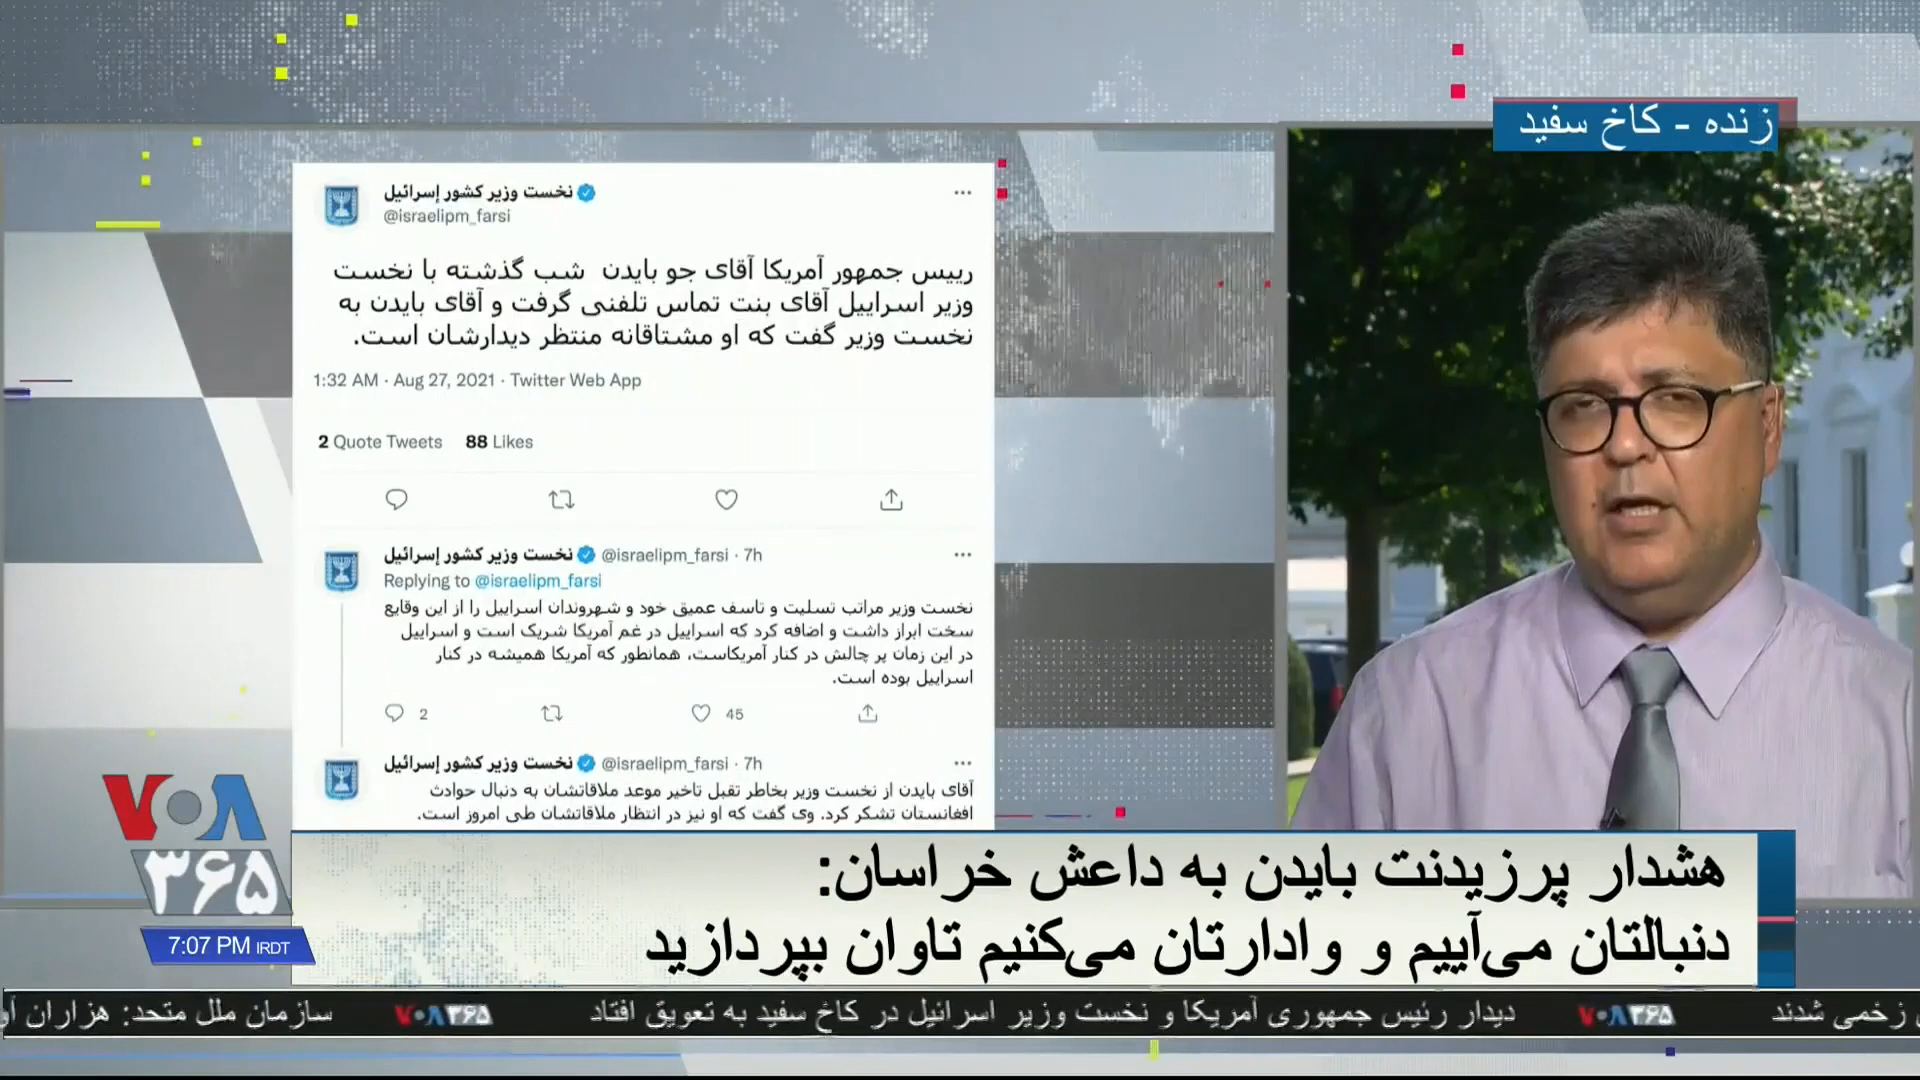 زنده - کاخ سفید
نخست وزیر کشور إسرائیل
@israelipm_farsi
رییس جمهور آمریکا آقای جو بایدن شب گذشته با نخست
وزیر اسراییل آقای بنت تماس تلفنی گرفت و آقای بایدن به
نخست وزیر گفت که او مشتاقانه منتظر دیدارشان است.
1:32 AM · Aug 27, 2021 · Twitter Web App
2 Quote Tweets 88 Likes
نخست وزیر کشور إسرائیل @israelipm_farsi · 7h
Replying to @israelipm_farsi
نخست وزیر مراتب تسلیت و تاسف عمیق خود و شهروندان اسراییل را از این وقایع
سخت ابراز داشت و اضافه کرد که اسراییل در غم آمریکا شریک است و اسراییل
در این زمان پر چالش در کنار آمریکاست، همانطور که آمریکا همیشه در کنار
اسراییل بوده است.
2 45
نخست وزیر کشور إسرائیل @israelipm_farsi · 7h
آقای بایدن از نخست وزیر بخاطر تقبل تاخیر موعد ملاقاتشان به دنبال حوادث
افغانستان تشکر کرد. وی گفت که او نیز در انتظار ملاقاتشان طی امروز است.
VOA
۳۶۵
7:07 PM IRDT
هشدار پرزیدنت بایدن به داعش خراسان:
دنبالتان می‌آییم و وادارتان می‌کنیم تاوان بپردازید
زخمی شدند VOA۳۶۵ دیدار رئیس جمهوری آمریکا و نخست وزیر اسرائیل در کاخ سفید به تعویق افتاد VOA۳۶۵ سازمان ملل متحد: هزاران